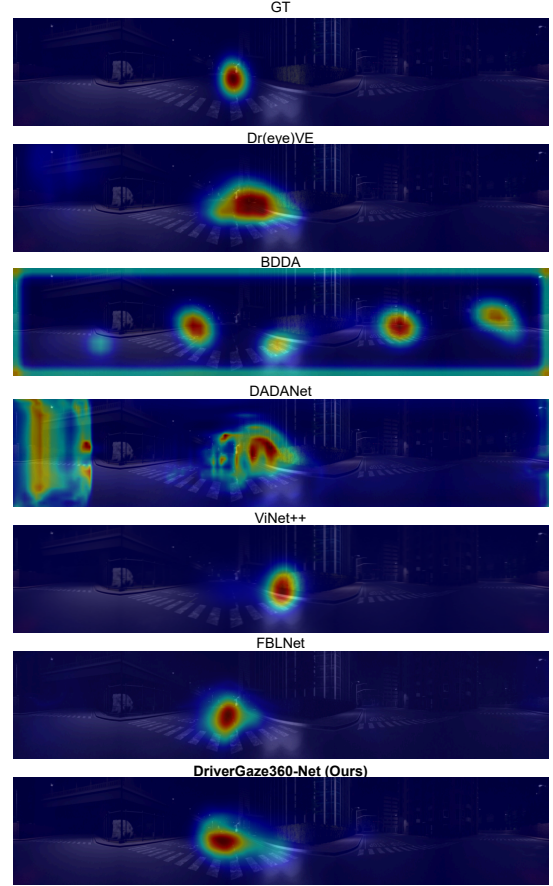 GT
Dr(eye)VE
BDDA
DADANet
ViNet++
FBLNet
DriverGaze360-Net (Ours)